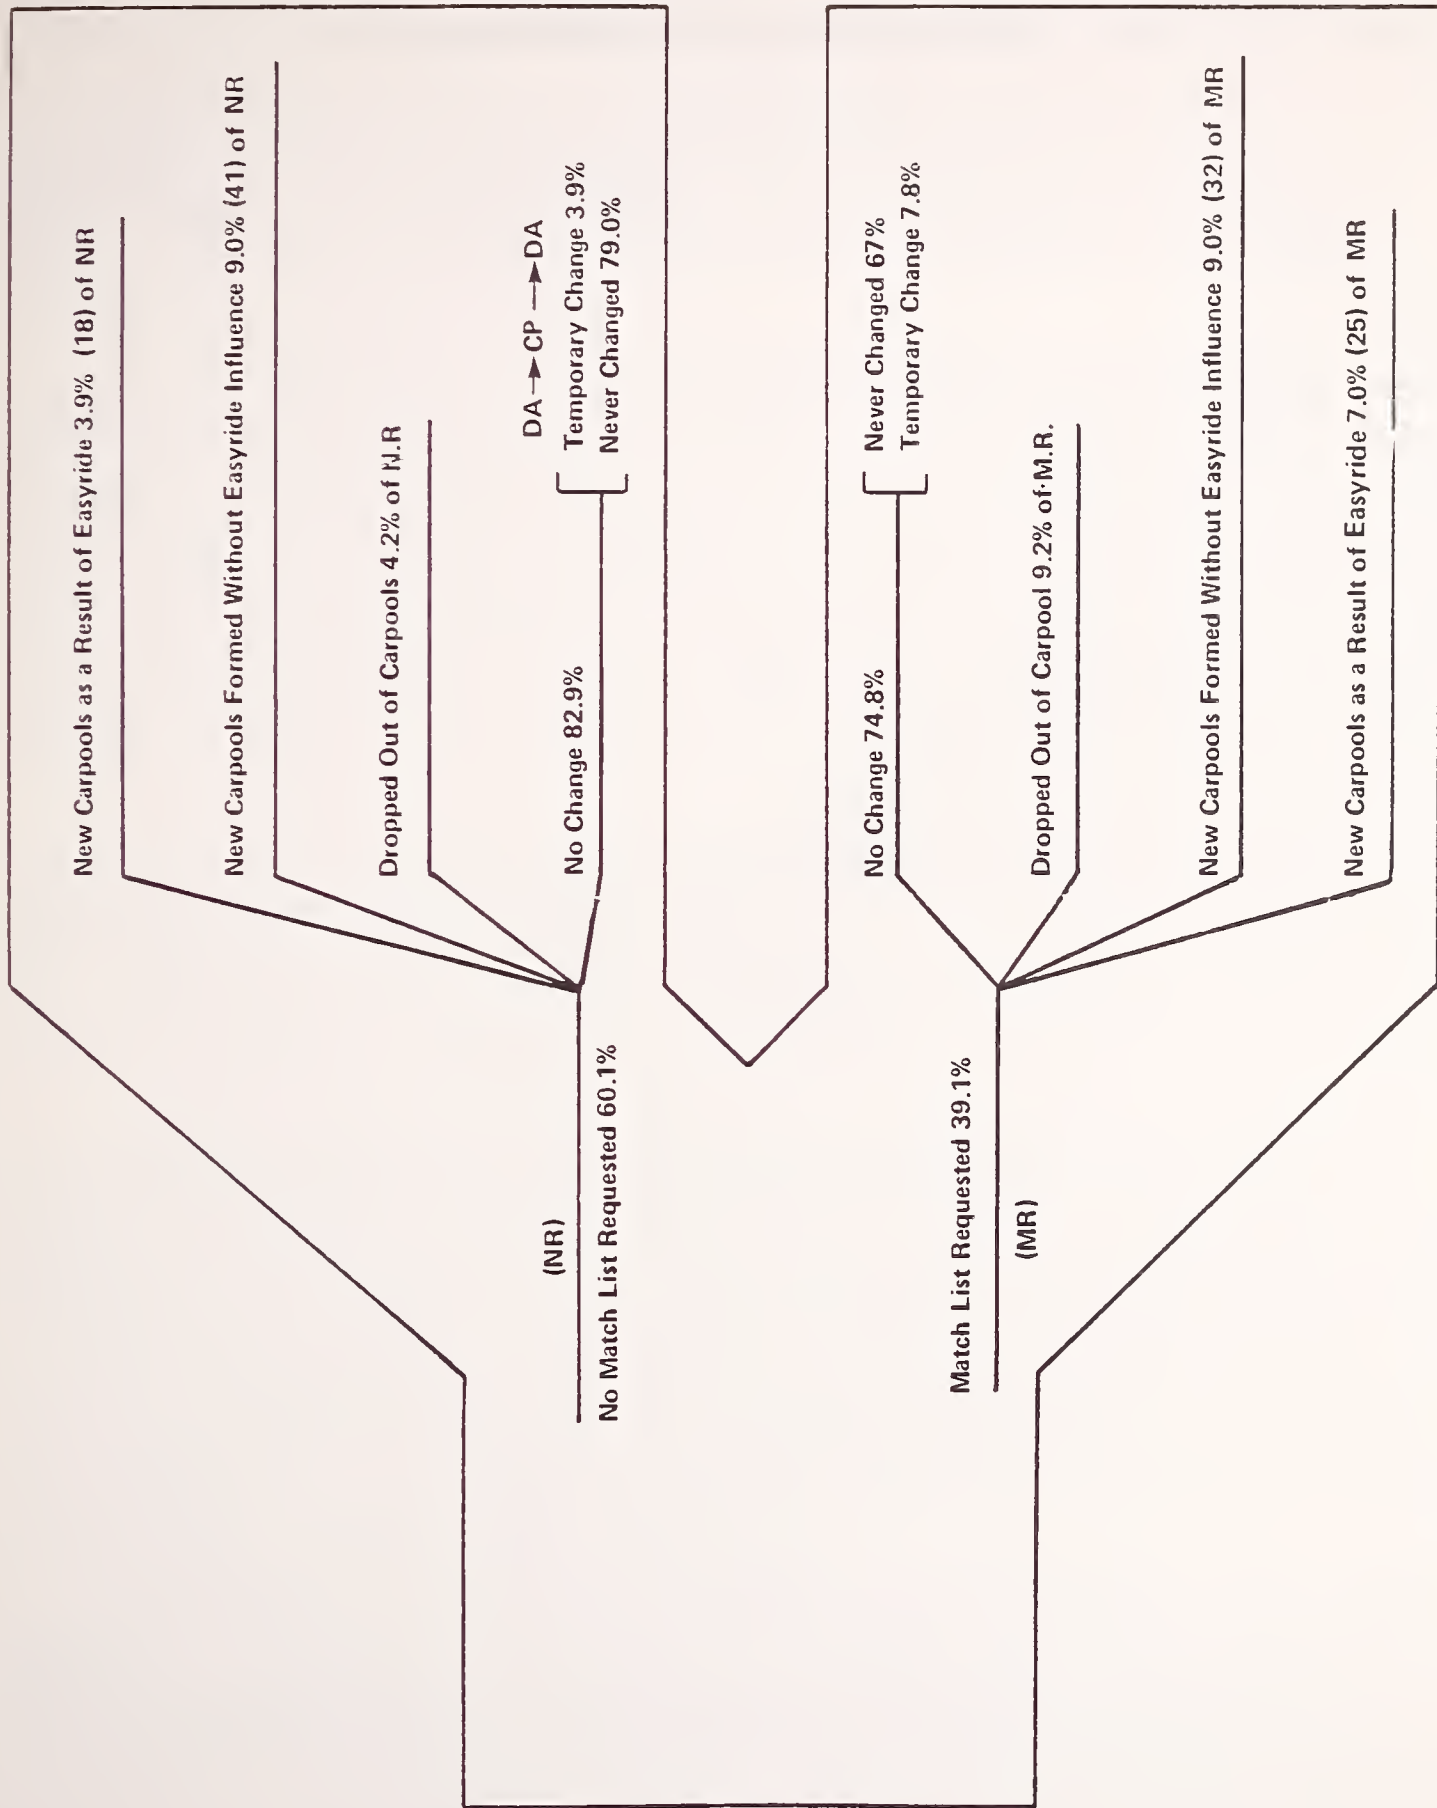 New Carpools as a Result of Easyride 3.9% (18) of NR
New Carpools Formed Without Easyride Influence 9.0% (41) of NR
Dropped Out of Carpools 4.2% of N.R
DA→CP→DA
No Change 82.9%
Temporary Change 3.9%
Never Changed 79.0%
(NR)
No Match List Requested 60.1%
No Change 74.8%
Never Changed 67%
Temporary Change 7.8%
Match List Requested 39.1%
(MR)
Dropped Out of Carpool 9.2% of M.R.
New Carpools Formed Without Easyride Influence 9.0% (32) of MR
New Carpools as a Result of Easyride 7.0% (25) of MR